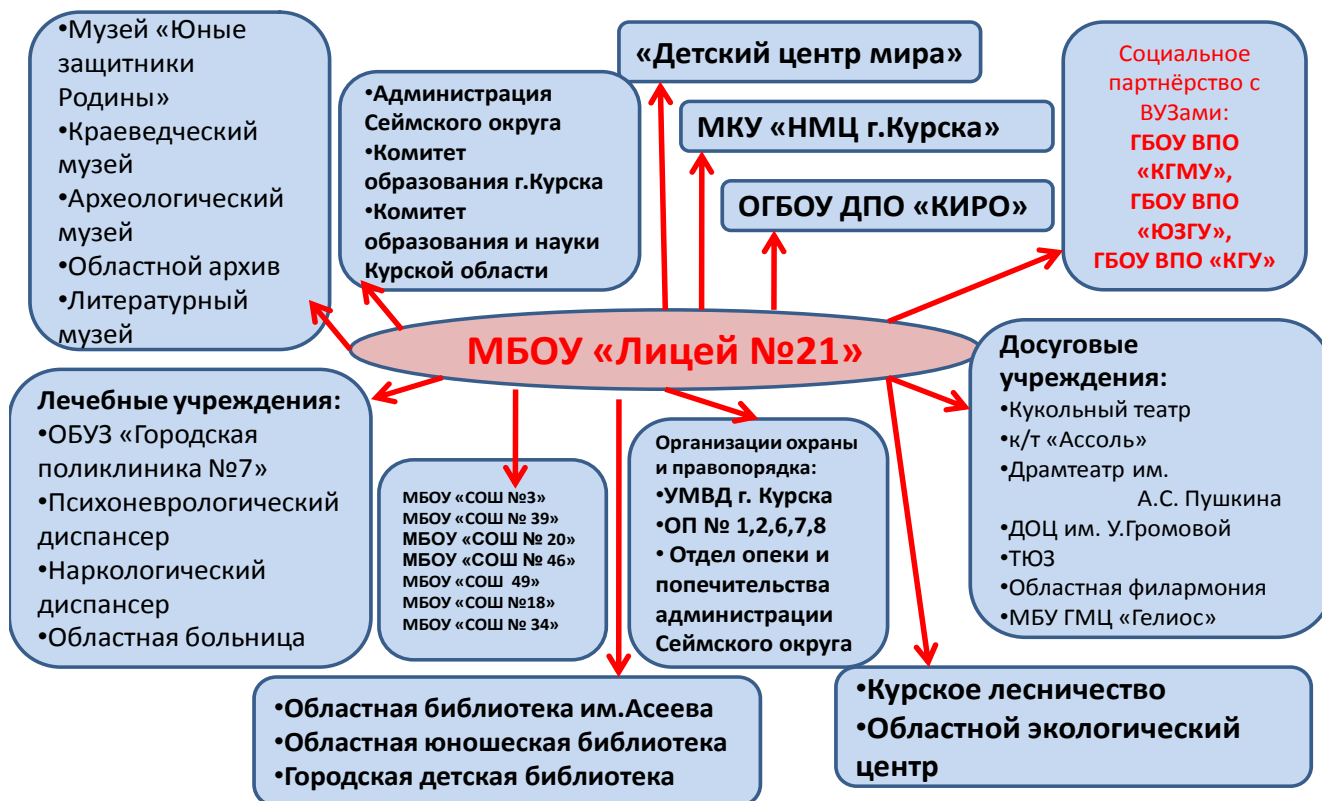 •Музей «Юные
защитники
Родины»
•Краеведческий
музей
•Археологический
музей
•Областной архив
•Литературный
музей
•Администрация
Сеймского округа
•Комитет
образования г.Курска
•Комитет
образования и науки
Курской области
«Детский центр мира»
МКУ «НМЦ г.Курска»
ОГБОУ ДПО «КИРО»
Социальное
партнёрство с
ВУЗами:
ГБОУ ВПО
«КГМУ»,
ГБОУ ВПО
«ЮЗГУ»,
ГБОУ ВПО «КГУ»
МБОУ «Лицей №21»
Лечебные учреждения:
•ОБУЗ «Городская
поликлиника №7»
•Психоневрологический
диспансер
•Наркологический
диспансер
•Областная больница
МБОУ «СОШ №3»
МБОУ «СОШ № 39»
МБОУ «СОШ № 20»
МБОУ «СОШ № 46»
МБОУ «СОШ 49»
МБОУ «СОШ №18»
МБОУ «СОШ № 34»
Организации охраны
и правопорядка:
•УМВД г. Курска
•ОП № 1,2,6,7,8
• Отдел опеки и
попечительства
администрации
Сеймского округа
Досуговые
учреждения:
•Кукольный театр
•к/т «Ассоль»
•Драмтеатр им.
А.С. Пушкина
•ДОЦ им. У.Громовой
•ТЮЗ
•Областная филармония
•МБУ ГМЦ «Гелиос»
•Областная библиотека им.Асеева
•Областная юношеская библиотека
•Городская детская библиотека
•Курское лесничество
•Областной экологический
центр